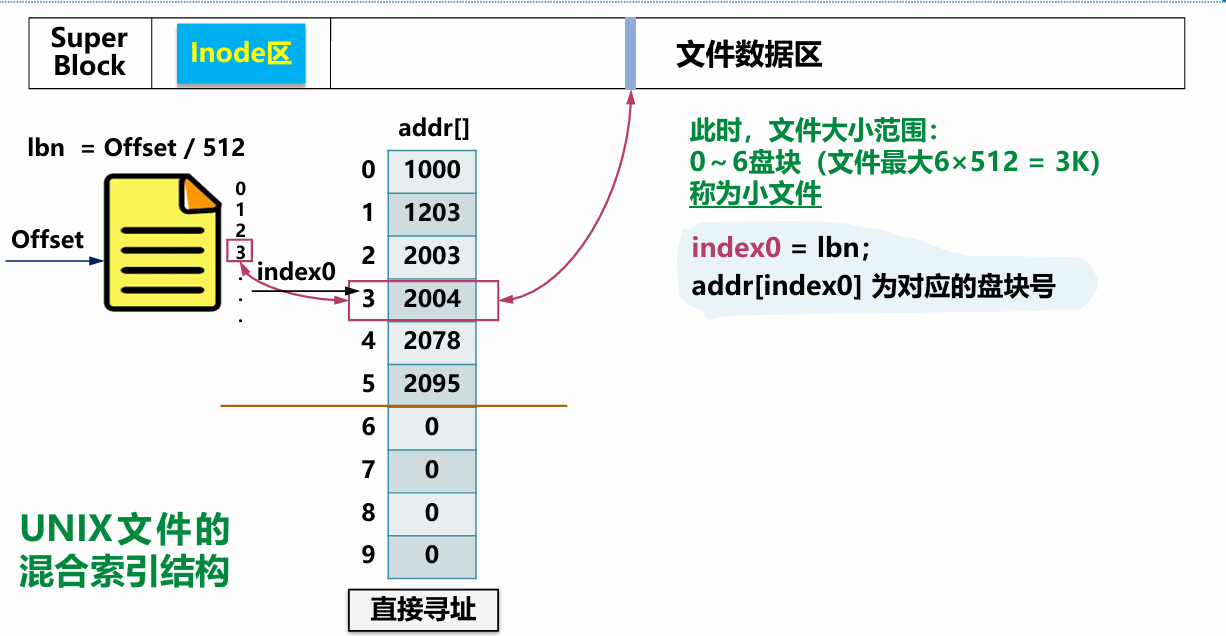 Super
Block
Inode区
文件数据区
lbn = Offset / 512
Offset
0
1
2
3
.
.
.
index0
addr[]
0 1000
1 1203
2 2003
3 2004
4 2078
5 2095
6 0
7 0
8 0
9 0
直接寻址
此时，文件大小范围：
0～6盘块（文件最大6×512 = 3K）
称为小文件
index0 = lbn；
addr[index0] 为对应的盘块号
UNIX文件的
混合索引结构